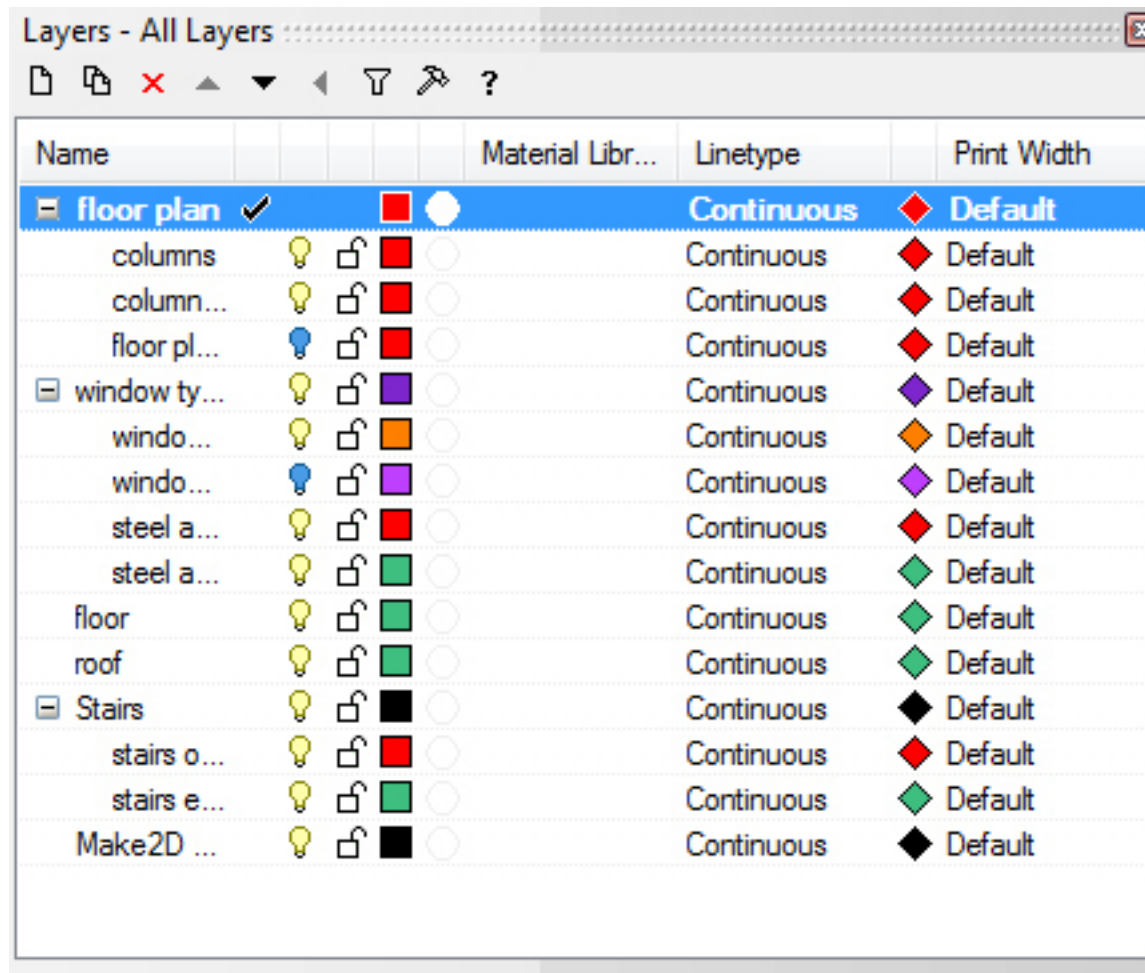 Layers - All Layers
?
Name Material Libr... Linetype Print Width
floor plan Continuous Default
columns Continuous Default
column... Continuous Default
floor pl... Continuous Default
window ty... Continuous Default
windo... Continuous Default
windo... Continuous Default
steel a... Continuous Default
steel a... Continuous Default
floor Continuous Default
roof Continuous Default
Stairs Continuous Default
stairs o... Continuous Default
stairs e... Continuous Default
Make2D ... Continuous Default